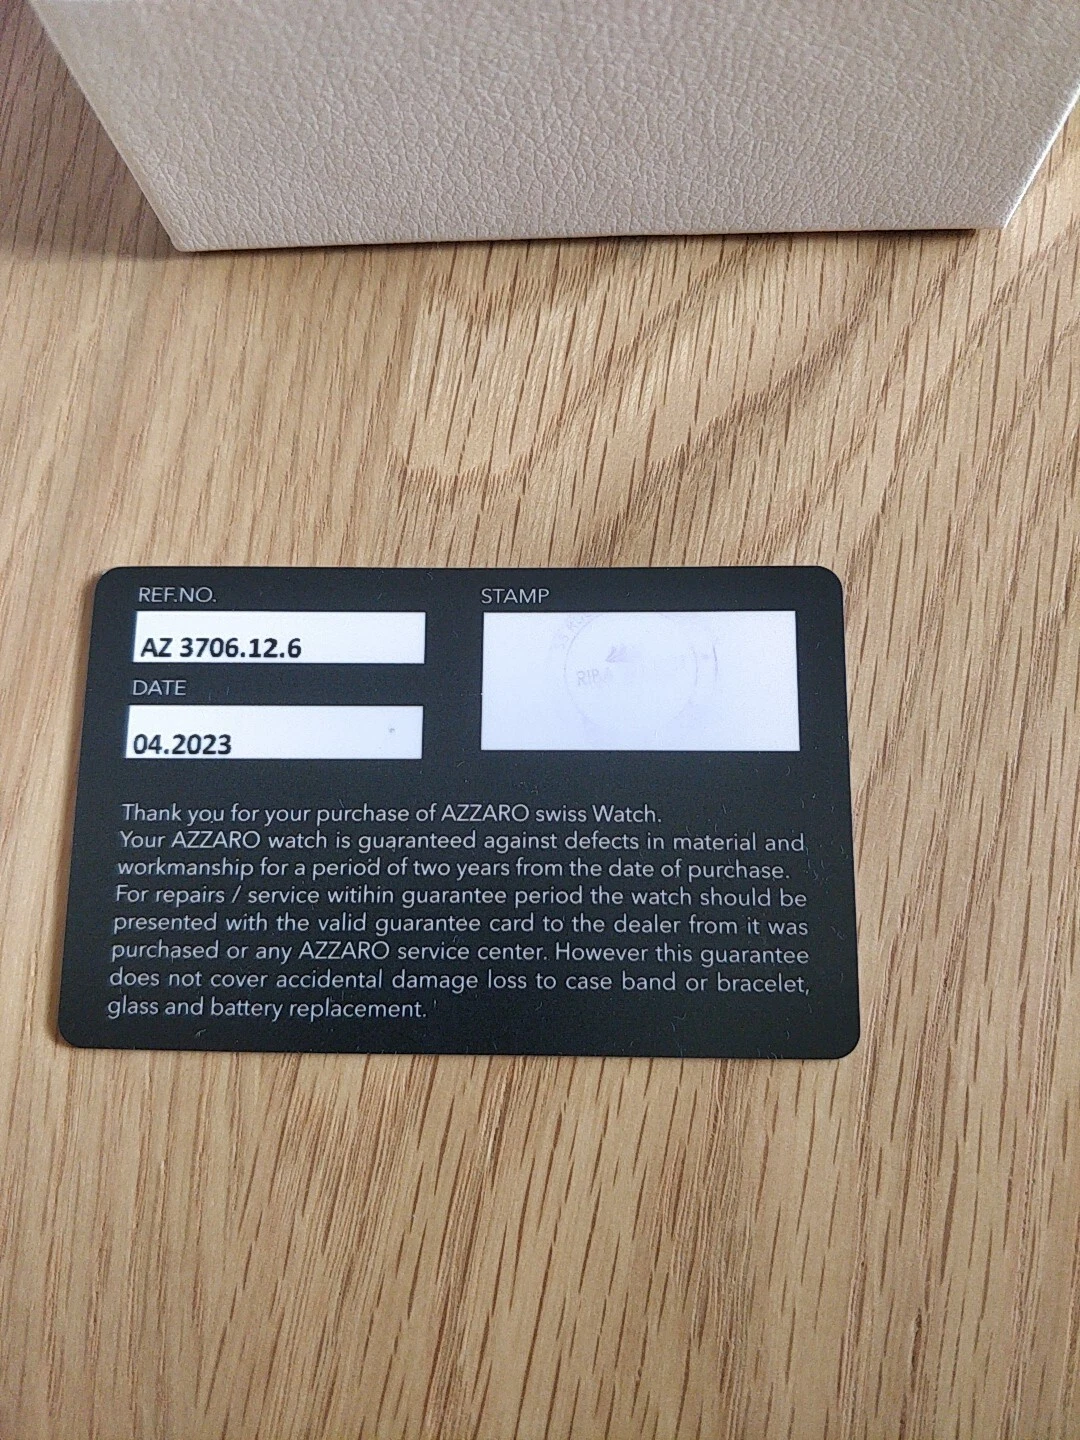 REF.NO.
AZ 3706.12.6
DATE
04.2023
STAMP
Thank you for your purchase of AZZARO swiss Watch.
Your AZZARO watch is guaranteed against defects in material and
workmanship for a period of two years from the date of purchase.
For repairs / service witihin guarantee period the watch should be
presented with the valid guarantee card to the dealer from it was
purchased or any AZZARO service center. However this guarantee
does not cover accidental damage loss to case band or bracelet,
glass and battery replacement.